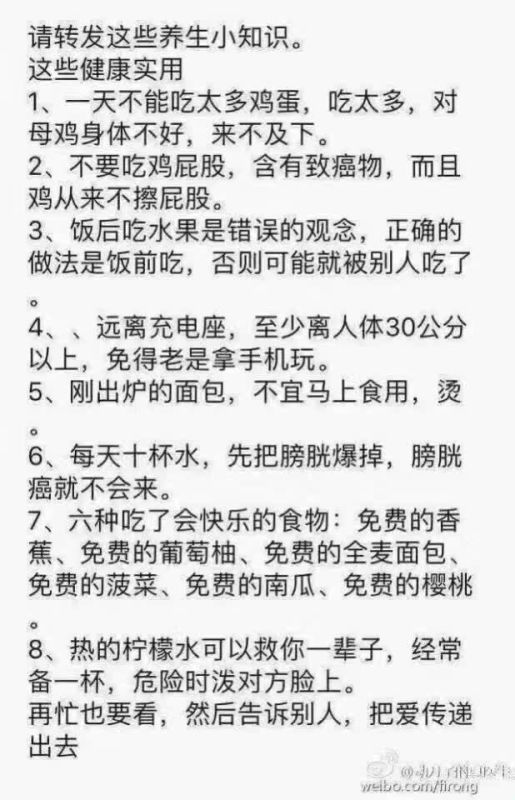 请转发这些养生小知识。
这些健康实用
1、一天不能吃太多鸡蛋，吃太多，对
母鸡身体不好，来不及下。
2、不要吃鸡屁股，含有致癌物，而且
鸡从来不擦屁股。
3、饭后吃水果是错误的观念，正确的
做法是饭前吃，否则可能就被别人吃了
。
4、、远离充电座，至少离人体30公分
以上，免得老是拿手机玩。
5、刚出炉的面包，不宜马上食用，烫
。
6、每天十杯水，先把膀胱爆掉，膀胱
癌就不会来。
7、六种吃了会快乐的食物：免费的香
蕉、免费的葡萄柚、免费的全麦面包、
免费的菠菜、免费的南瓜、免费的樱桃
。
8、热的柠檬水可以救你一辈子，经常
备一杯，危险时泼对方脸上。
再忙也要看，然后告诉别人，把爱传递
出去
weibo.com/firong